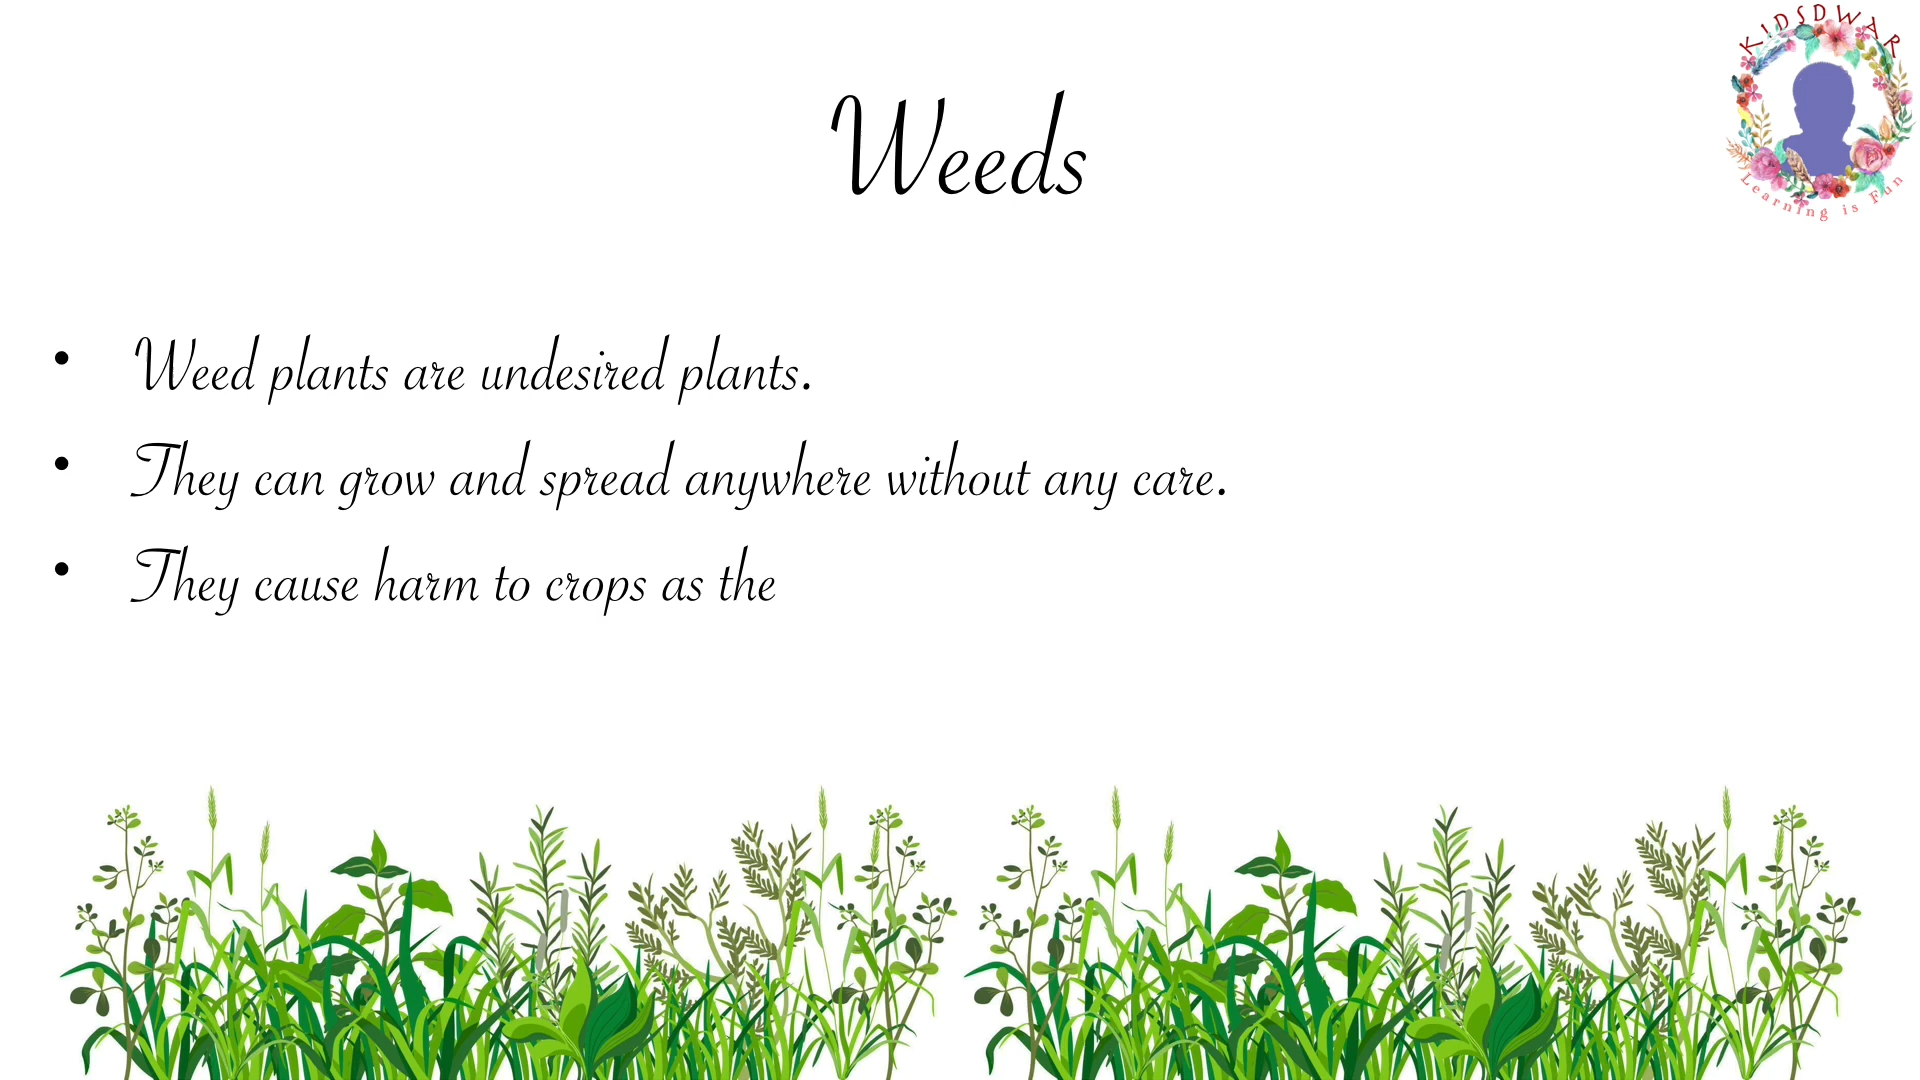 KIDSDWAR
Learning is Fun
Weeds
• Weed plants are undesired plants.
• They can grow and spread anywhere without any care.
• They cause harm to crops as the